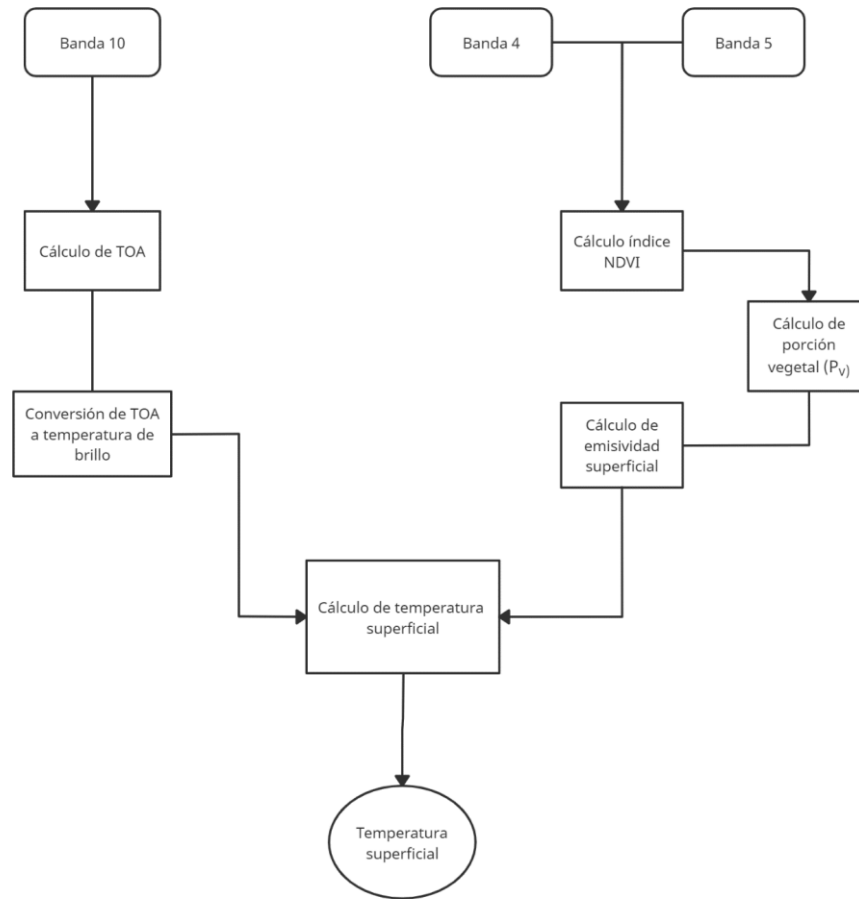 Banda 10
Banda 4
Banda 5
Cálculo de TOA
Cálculo índice
NDVI
Cálculo de
porción
vegetal (Pv)
Conversión de TOA
a temperatura de
brillo
Cálculo de
emisividad
superficial
Cálculo de temperatura
superficial
Temperatura
superficial